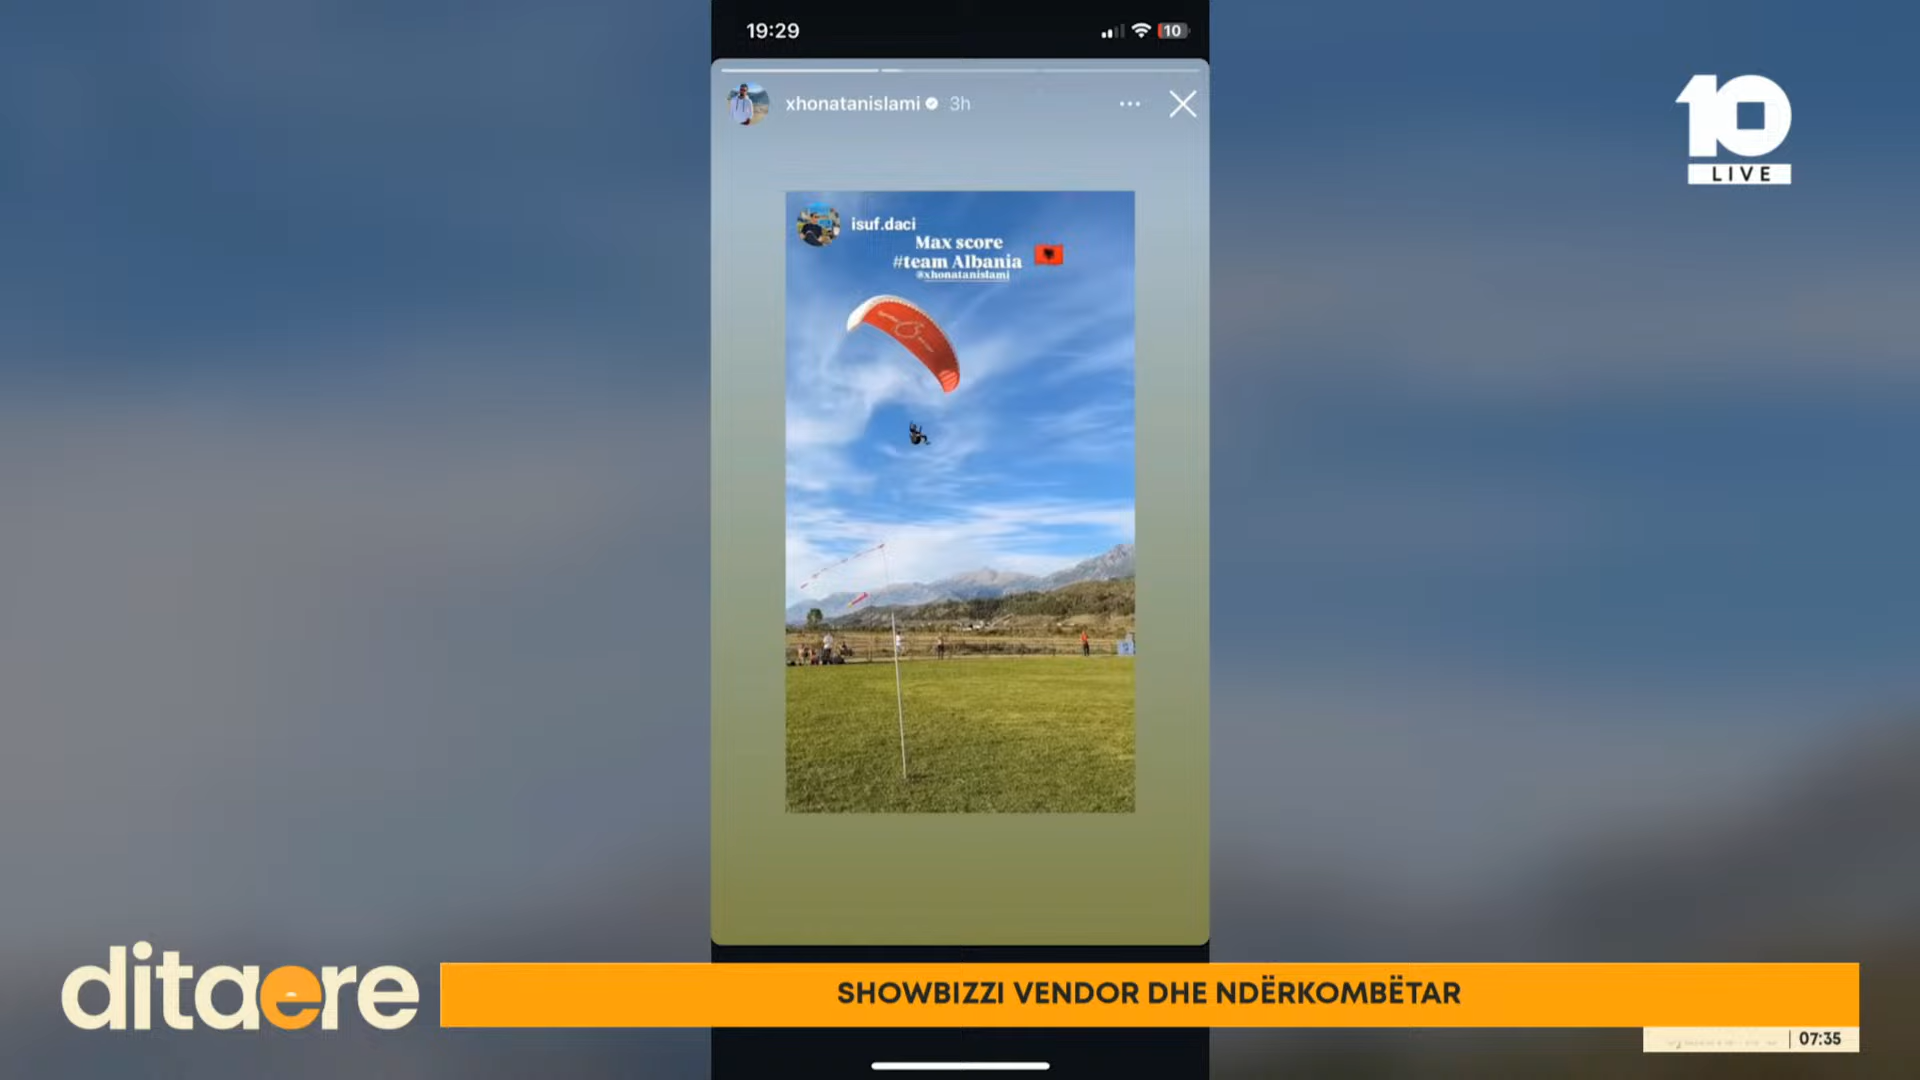 19:29
10
xhonatanislami 3h
10
LIVE
isuf.daci
Max score
#team Albania
@xhonatanislami
ditaere
SHOWBIZZI VENDOR DHE NDËRKOMBËTAR
07:35